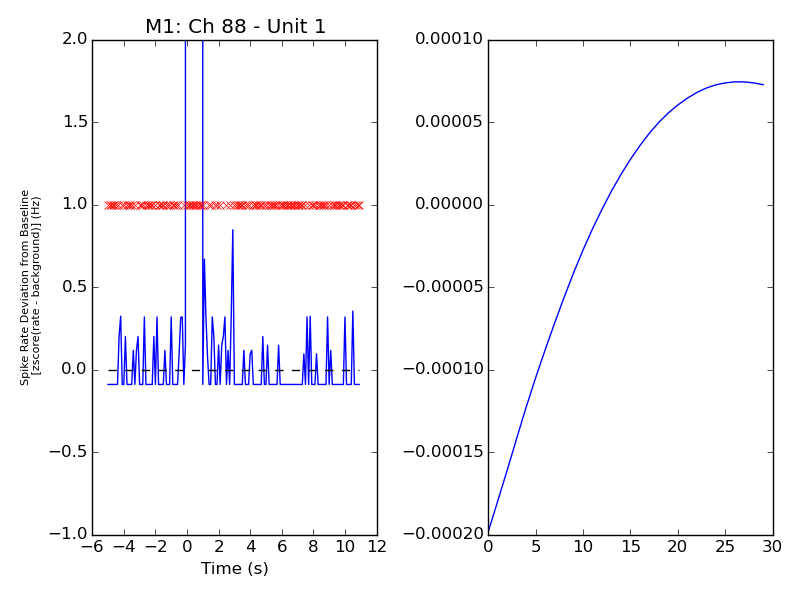 M1: Ch 88 - Unit 1
2.0
1.5
1.0
0.5
0.0
−0.5
−1.0
−6 −4 −2 0 2 4 6 8 10 12
Time (s)
Spike Rate Deviation from Baseline
[zscore(rate - background)] (Hz)
0.00010
0.00005
0.00000
−0.00005
−0.00010
−0.00015
−0.00020
0 5 10 15 20 25 30